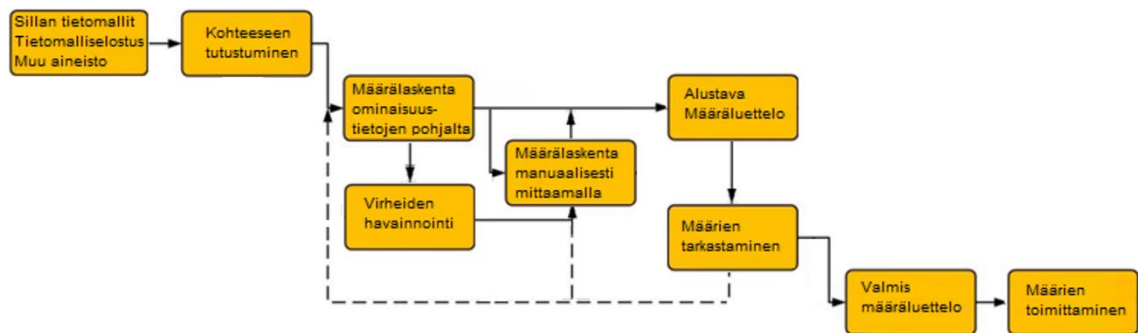 Sillan tietomallit
Tietomalliselostus
Muu aineisto
Kohteeseen
tutustuminen
Määrälaskenta
ominaisuus-
tietojen pohjalta
Virheiden
havainnointi
Määrälaskenta
manuaalisesti
mittaamalla
Alustava
Määräluettelo
Määrien
tarkastaminen
Valmis
määräluettelo
Määrien
toimittaminen